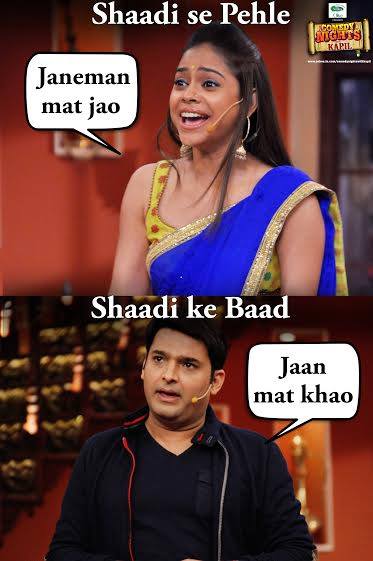 Shaadi se Pehle
COMEDY
NIGHTS
KAPIL
Janeman
mat jao
Shaadi ke Baad
Jaan
mat khao